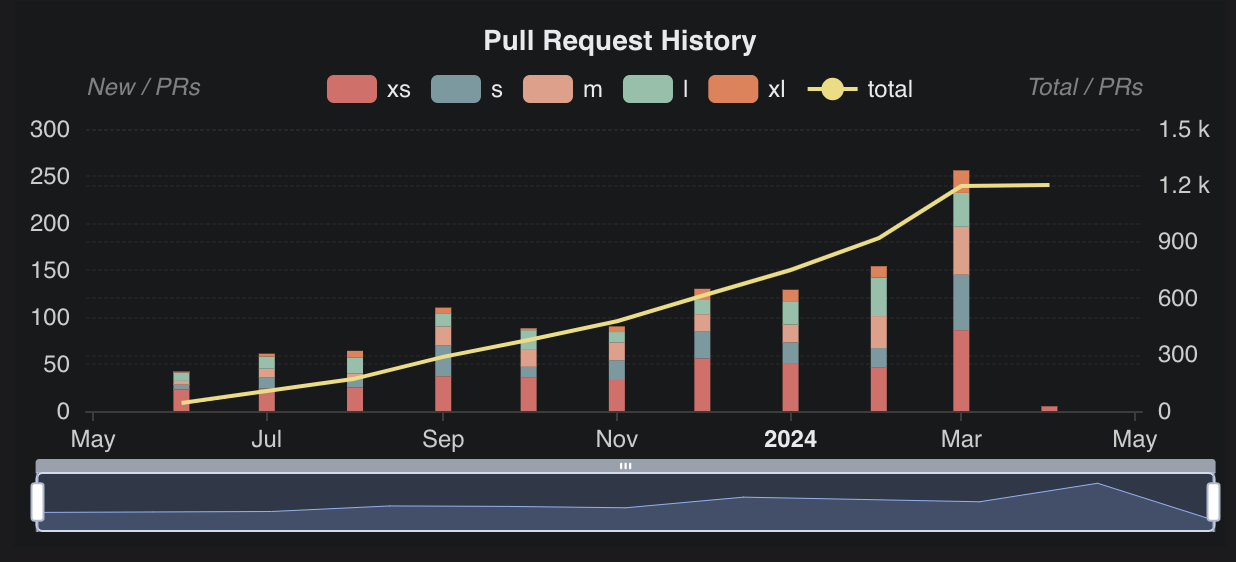 Pull Request History
New / PRs xs s m l xl total Total / PRs
300 1.5 k
250 1.2 k
200 900
150 600
100 300
50
0 0
May Jul Sep Nov 2024 Mar May